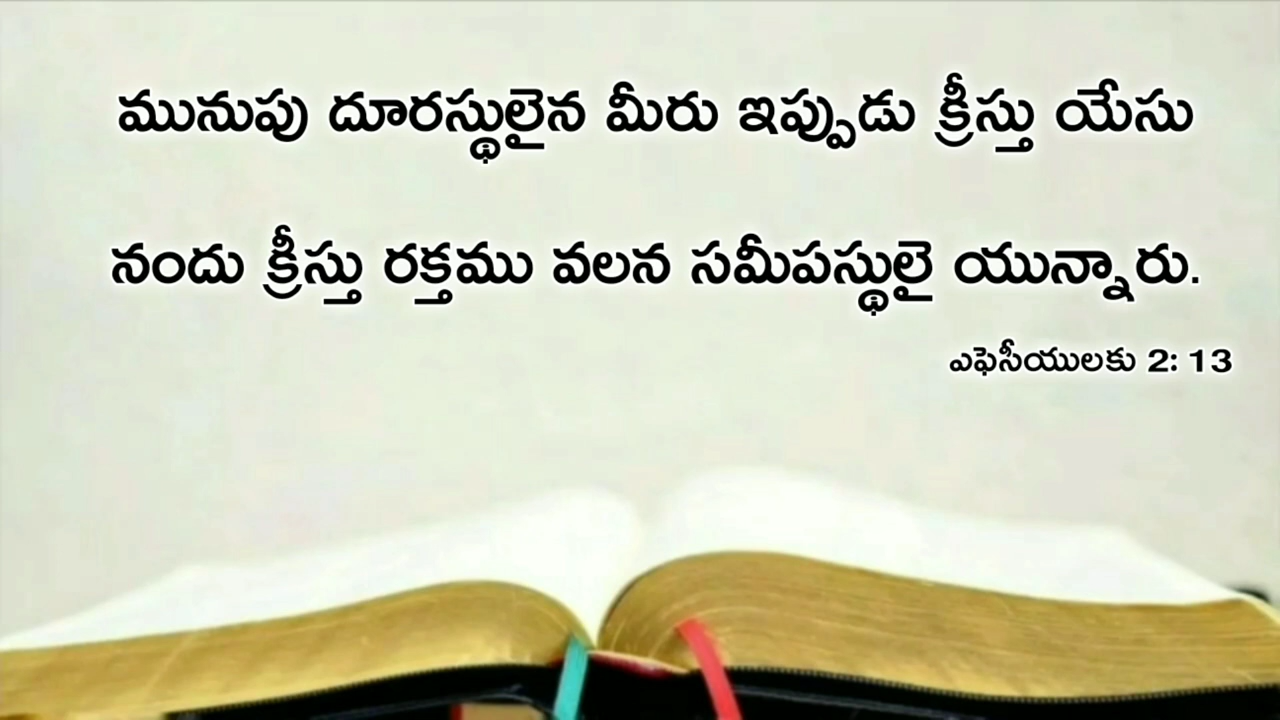 మునుపు దూరస్థులైన మీరు ఇప్పుడు క్రీస్తు యేసు
నందు క్రీస్తు రక్తము వలన సమీపస్థులై యున్నారు.
ఎఫెసీయులకు 2: 13